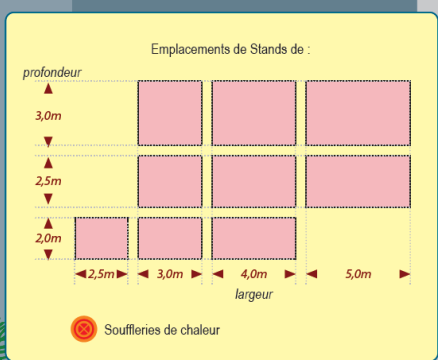 Emplacements de Stands de :
profondeur
3,0m
2,5m
2,0m
2,5m 3,0m 4,0m 5,0m
largeur
Souffleries de chaleur